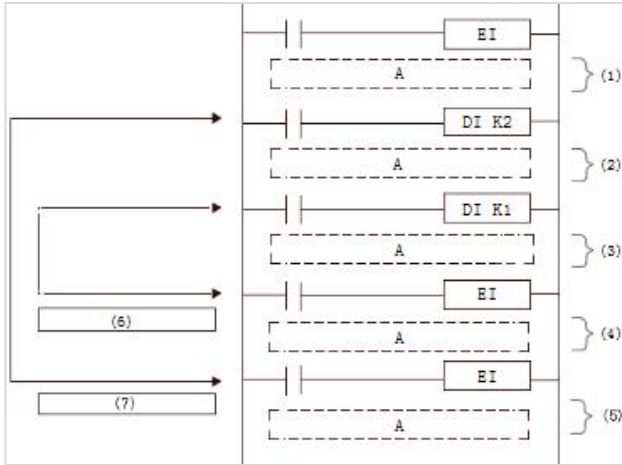 EI
A
(1)
DI K2
A
(2)
DI K1
A
(3)
EI
(6)
A
(4)
EI
(7)
A
(5)